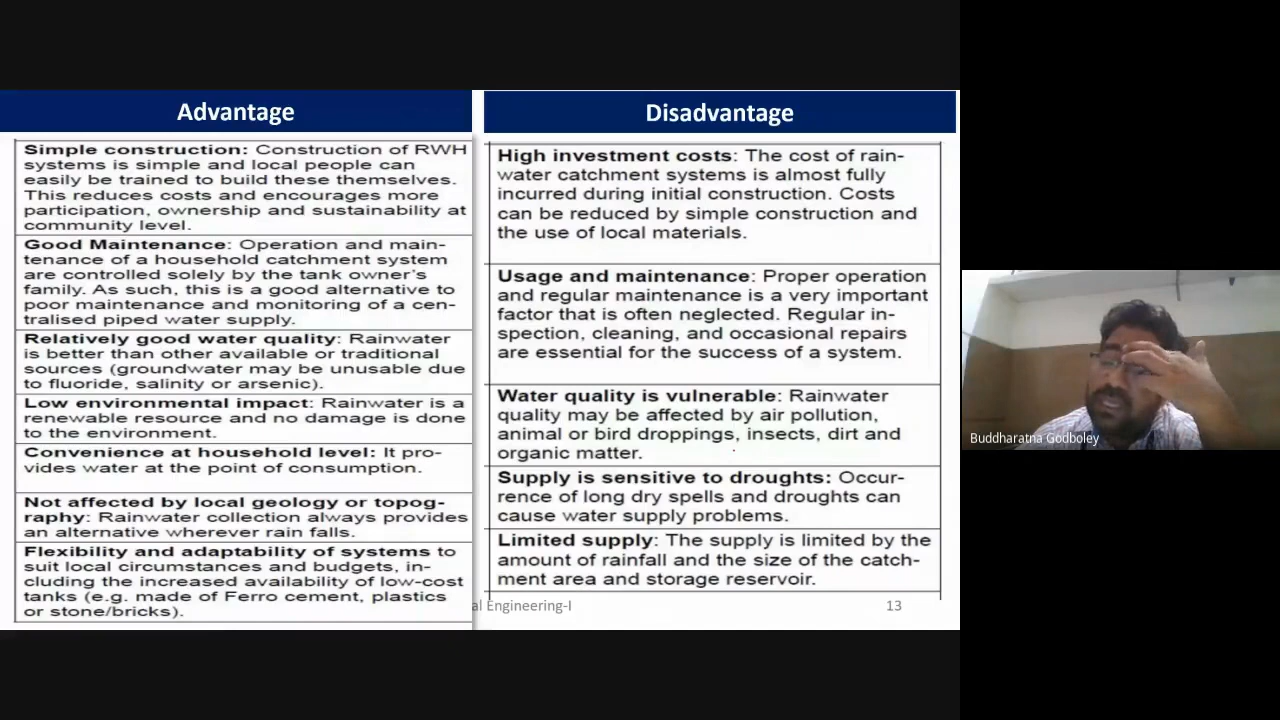 Advantage
Simple construction: Construction of RWH
systems is simple and local people can
easily be trained to build these themselves.
This reduces costs and encourages more
participation, ownership and sustainability at
community level.
Good Maintenance: Operation and main-
tenance of a household catchment system
are controlled solely by the tank owner's
family. As such, this is a good alternative to
poor maintenance and monitoring of a cen-
tralised piped water supply.
Relatively good water quality: Rainwater
is better than other available or traditional
sources (groundwater may be unusable due
to fluoride, salinity or arsenic).
Low environmental impact: Rainwater is a
renewable resource and no damage is done
to the environment.
Convenience at household level: It pro-
vides water at the point of consumption.
Not affected by local geology or topog-
raphy: Rainwater collection always provides
an alternative wherever rain falls.
Flexibility and adaptability of systems to
suit local circumstances and budgets, in-
cluding the increased availability of low-cost
tanks (e.g. made of Ferro cement, plastics
or stone/bricks).
Disadvantage
High investment costs: The cost of rain-
water catchment systems is almost fully
incurred during initial construction. Costs
can be reduced by simple construction and
the use of local materials.
Usage and maintenance: Proper operation
and regular maintenance is a very important
factor that is often neglected. Regular in-
spection, cleaning, and occasional repairs
are essential for the success of a system.
Water quality is vulnerable: Rainwater
quality may be affected by air pollution,
animal or bird droppings, insects, dirt and
organic matter.
Supply is sensitive to droughts: Occur-
rence of long dry spells and droughts can
cause water supply problems.
Limited supply: The supply is limited by the
amount of rainfall and the size of the catch-
ment area and storage reservoir.
al Engineering-I
13
Buddharatna Godboley